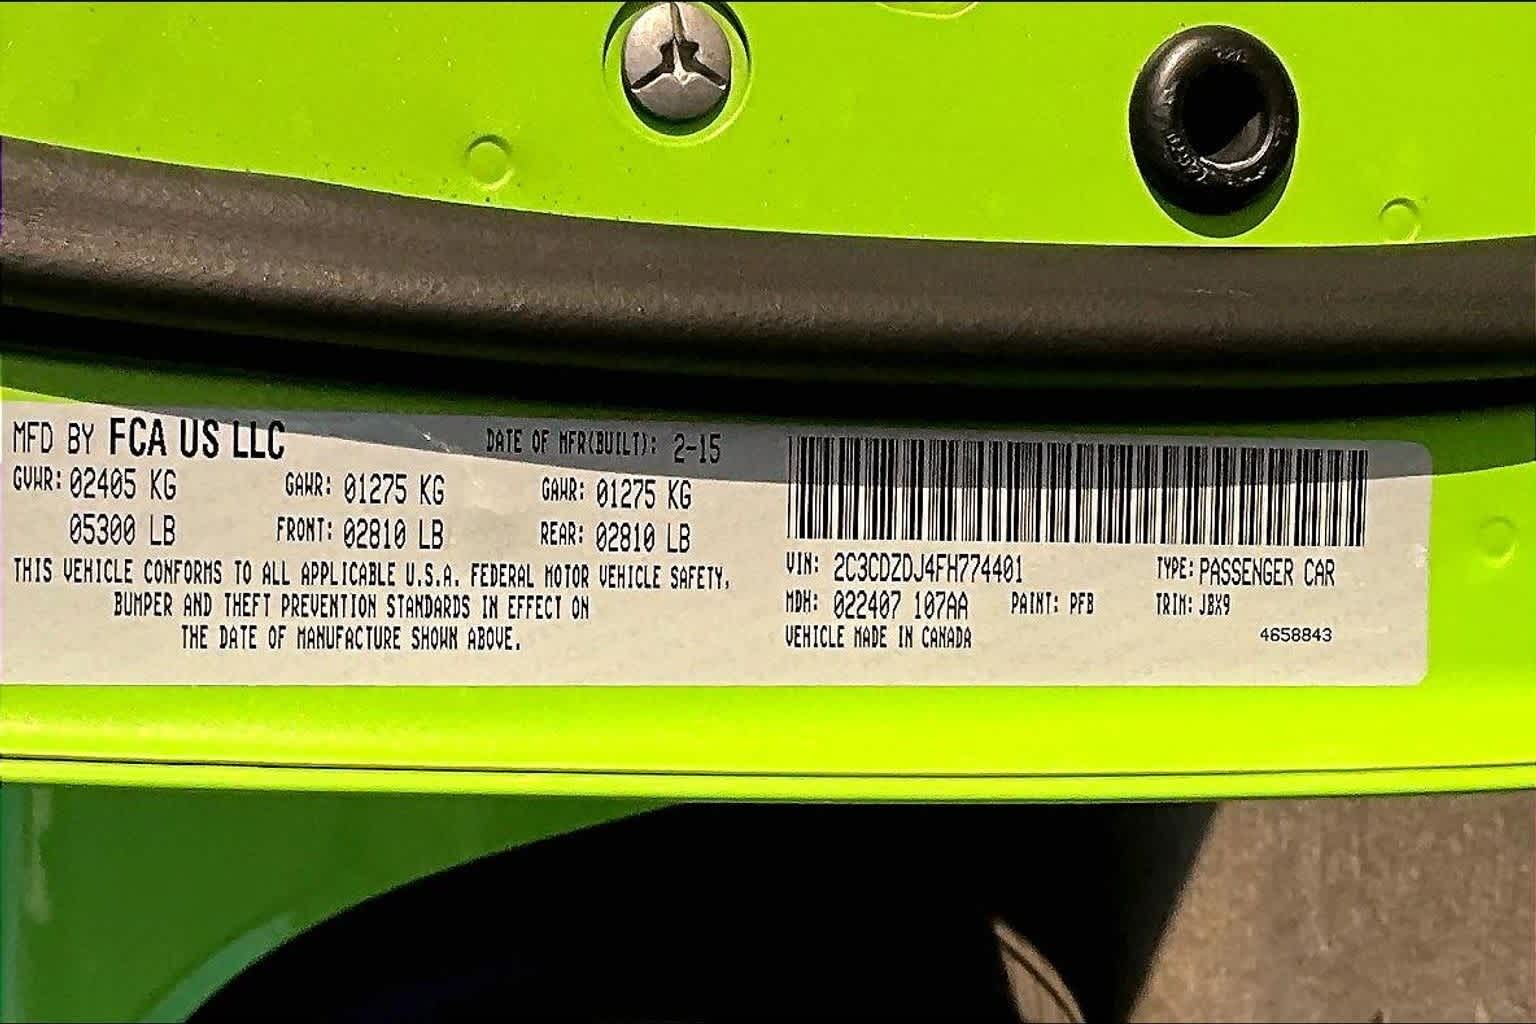 MFD BY FCA US LLC DATE OF MFR(BUILT): 2-15
GVWR: 02405 KG GAWR: 01275 KG GAWR: 01275 KG
05300 LB FRONT: 02810 LB REAR: 02810 LB
THIS VEHICLE CONFORMS TO ALL APPLICABLE U.S.A. FEDERAL MOTOR VEHICLE SAFETY,
BUMPER AND THEFT PREVENTION STANDARDS IN EFFECT ON
THE DATE OF MANUFACTURE SHOWN ABOVE.
VIN: 2C3CDZDJ4FH774401 TYPE: PASSENGER CAR
MDH: 022407 107AA PAINT: PFB TRIM: JBX9
VEHICLE MADE IN CANADA 4658843